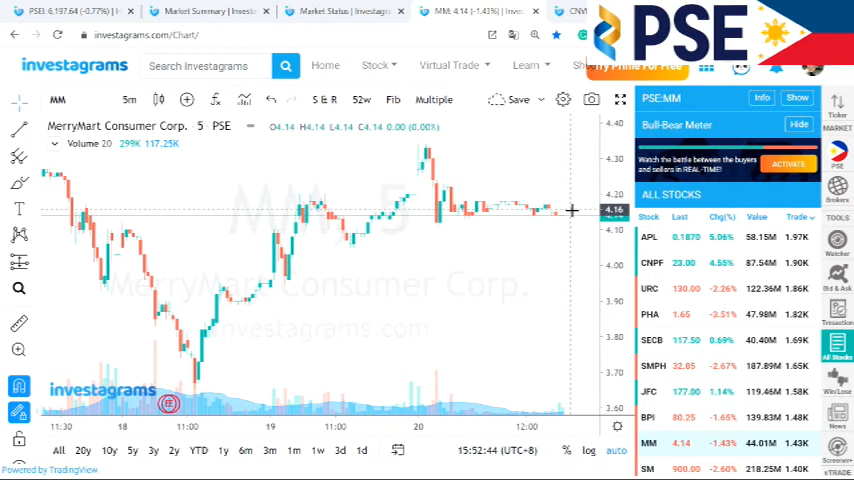 PSEI: 6,197.64 (-0.77%) | In
Market Summary | Investa
Market Status | Investagra
MM: 4.14 (-1.43%) | Inves
CNVR
PSE
investagrams.com/Chart/
investagrams
Search Investagrams
Home
Stock
Virtual Trade
Learn
Try Prime For Free
MM
5m
S & R
52w
Fib
Multiple
Save
PSE:MM
Info
Show
Ticker
MerryMart Consumer Corp. · 5 · PSE
O4.14 H4.14 L4.14 C4.14 0.00 (0.00%)
Bull-Bear Meter
Hide
MARKET
Volume 20 299K 117.25K
Watch the battle between the buyers
and sellers in REAL-TIME!
ACTIVATE
PSE
ALL STOCKS
Brokers
Stock Last Chg(%) Value Trade
TOOLS
APL 0.1870 5.06% 58.15M 1.97K
CNPF 23.00 4.55% 87.54M 1.90K
URC 130.00 -2.26% 122.36M 1.86K
PHA 1.65 -3.51% 47.98M 1.82K
SECB 117.50 0.69% 40.40M 1.69K
SMPH 32.85 -2.67% 187.89M 1.65K
JFC 177.00 1.14% 119.46M 1.58K
BPI 80.25 -1.65% 139.83M 1.48K
MM 4.14 -1.43% 44.01M 1.43K
SM 900.00 -2.60% 218.25M 1.40K
Watcher
Bid & Ask
Transaction
All Stocks
Win/Lose
News
Screener+
vTRADE
4.40
4.30
4.20
4.16
4.10
4.00
3.90
3.80
3.70
3.60
MM, 5
MerryMart Consumer Corp.
investagrams.com
investagrams
11:30 18 11:00 19 11:00 20 12:00
All 20y 10y 5y 3y 2y YTD 1y 6m 3m 1m 1w 3d 1d
15:52:44 (UTC+8)
% log auto
Powered by TradingView